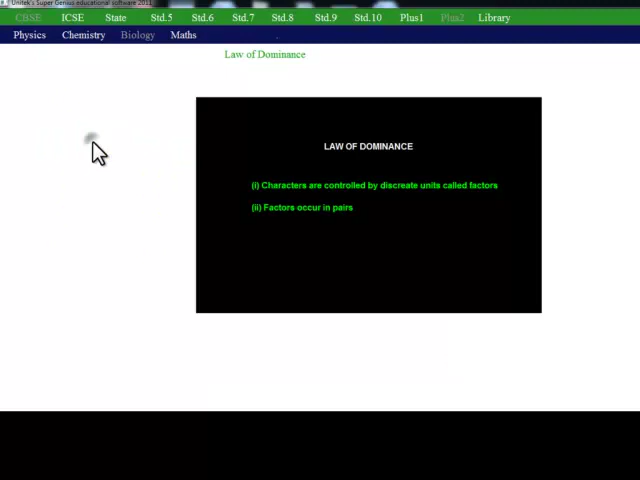 Unitek's Super Genius educational software 2011
CBSE ICSE State Std.5 Std.6 Std.7 Std.8 Std.9 Std.10 Plus1 Plus2 Library
Physics Chemistry Biology Maths
Law of Dominance
LAW OF DOMINANCE
(i) Characters are controlled by discreate units called factors
(ii) Factors occur in pairs